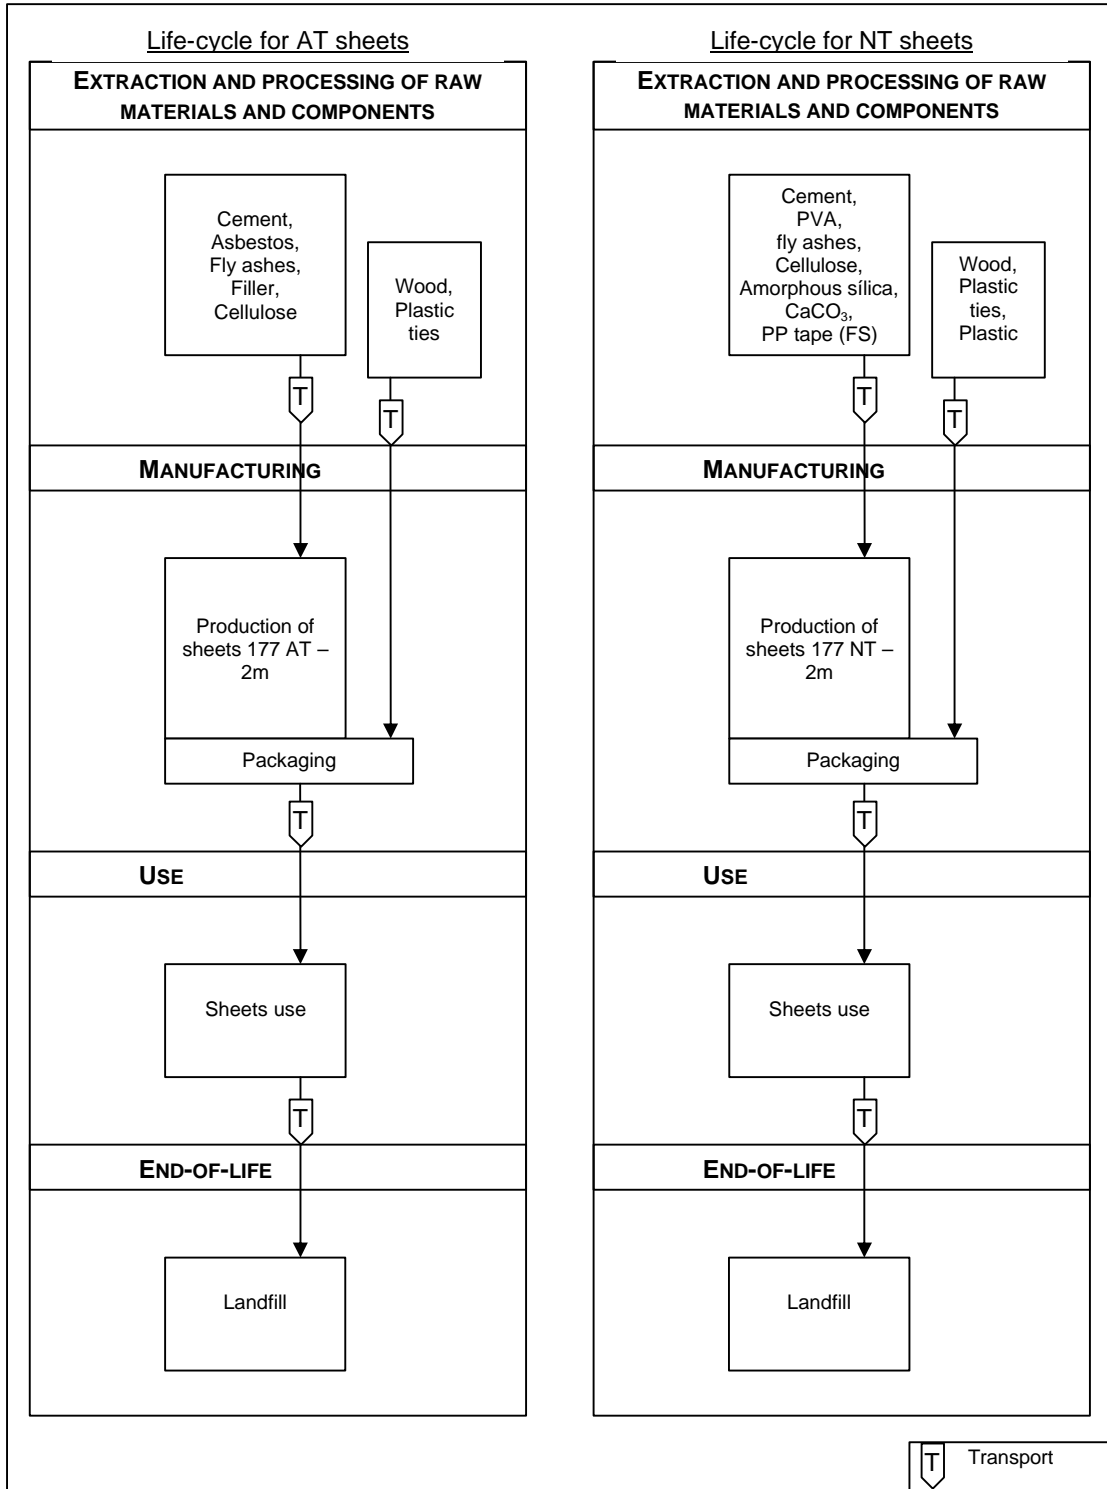 Life-cycle for AT sheets
EXTRACTION AND PROCESSING OF RAW
MATERIALS AND COMPONENTS
Cement,
Asbestos,
Fly ashes,
Filler,
Cellulose
Wood,
Plastic
ties
T
T
MANUFACTURING
Production of
sheets 177 AT –
2m
Packaging
T
USE
Sheets use
T
END-OF-LIFE
Landfill
Life-cycle for NT sheets
EXTRACTION AND PROCESSING OF RAW
MATERIALS AND COMPONENTS
Cement,
PVA,
fly ashes,
Cellulose,
Amorphous sílica,
CaCO₃,
PP tape (FS)
Wood,
Plastic
ties,
Plastic
T
T
MANUFACTURING
Production of
sheets 177 NT –
2m
Packaging
T
USE
Sheets use
T
END-OF-LIFE
Landfill
T Transport